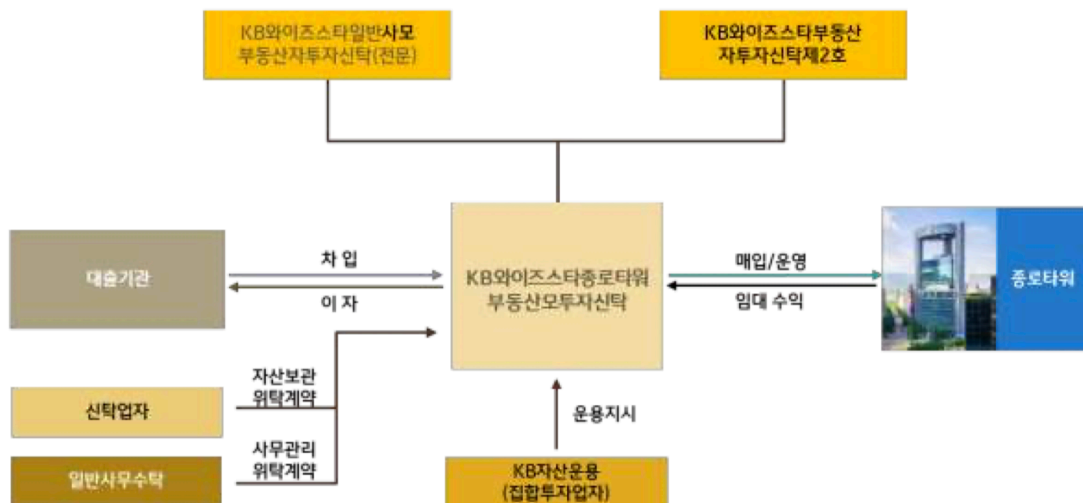 KB와이즈스타일반사모
부동산자투자신탁(전문)
KB와이즈스타부동산
자투자신탁제2호
대출기관
차 입
이 자
KB와이즈스타종로타워
부동산모투자신탁
매입/운영
임대 수익
종로타워
자산보관
위탁계약
신탁업자
운용지시
사무관리
위탁계약
일반사무수탁
KB자산운용
(집합투자업자)